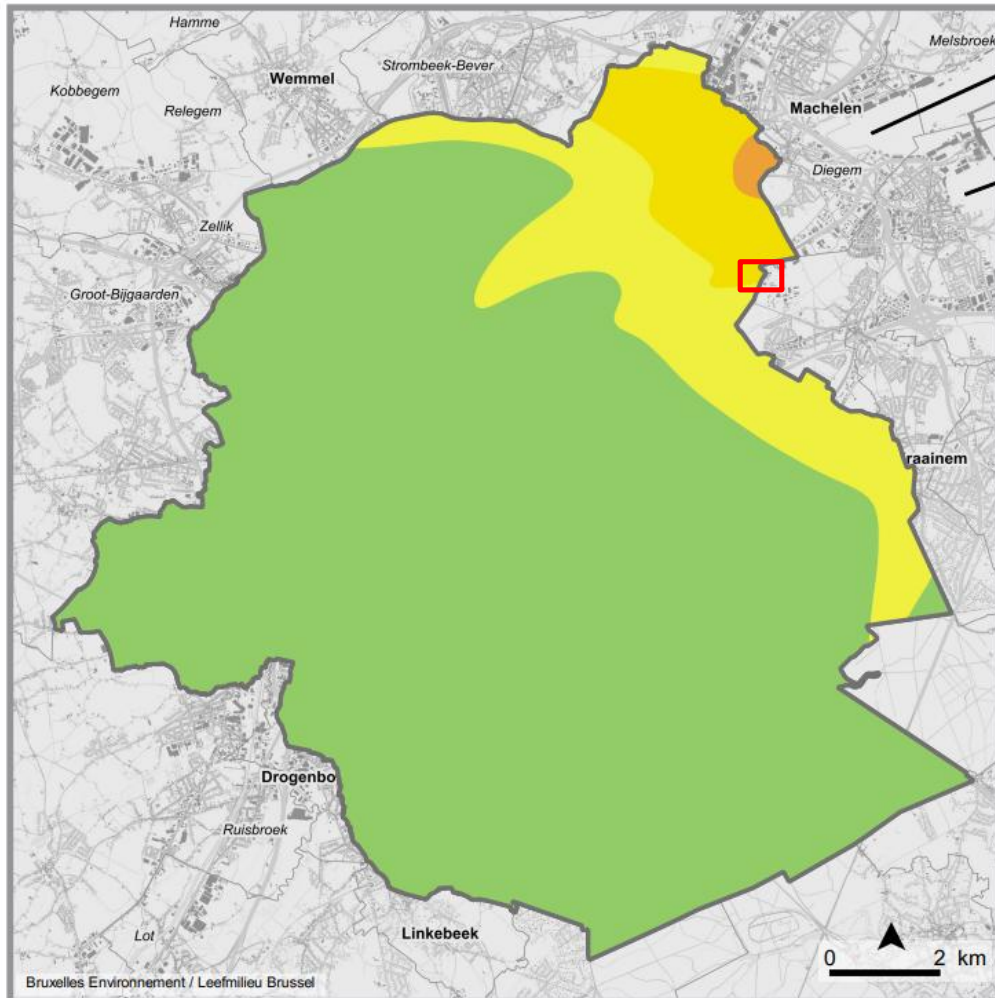 Hamme
Melsbroek
Strombeek-Bever
Wemmel
Kobbegem
Machelen
Relegem
Diegem
Zellik
Groot-Bijgaarden
raainem
Drogenbo
Ruisbroek
Linkebeek
Lot
0 2 km
Bruxelles Environnement / Leefmilieu Brussel